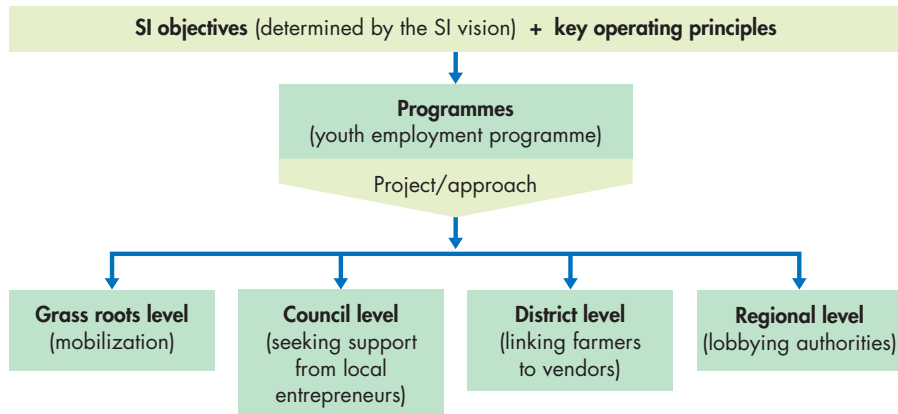 SI objectives (determined by the SI vision) + key operating principles
Programmes
(youth employment programme)
Project/approach
Grass roots level
(mobilization)
Council level
(seeking support
from local
entrepreneurs)
District level
(linking farmers
to vendors)
Regional level
(lobbying authorities)